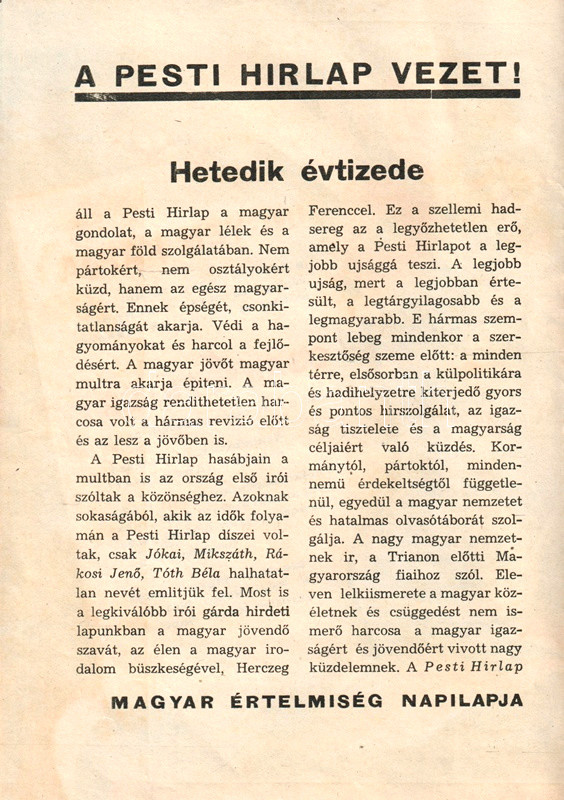 A PESTI HIRLAP VEZET!
Hetedik évtizede
áll a Pesti Hirlap a magyar
gondolat, a magyar lélek és a
magyar föld szolgálatában. Nem
pártokért, nem osztályokért
küzd, hanem az egész magyar-
ságért. Ennek épségét, csonki-
tatlanságát akarja. Védi a ha-
gyományokat és harcol a fejlő-
désért. A magyar jövőt magyar
multra akarja épiteni. A ma-
gyar igazság rendithetetlen har-
cosa volt a hármas revizió előtt
és az lesz a jövőben is.
A Pesti Hirlap hasábjain a
multban is az ország első irói
szóltak a közönséghez. Azoknak
sokaságából, akik az idők folya-
mán a Pesti Hirlap díszei vol-
tak, csak Jókai, Mikszáth, Rá-
kosi Jenő, Tóth Béla halhatat-
lan nevét emlitjük fel. Most is
a legkiválóbb irói gárda hirdeti
lapunkban a magyar jövendő
szavát, az élen a magyar iro-
dalom büszkeségével, Herczeg
Ferenccel. Ez a szellemi had-
sereg az a legyőzhetetlen erő,
amely a Pesti Hirlapot a leg-
jobb ujsággá teszi. A legjobb
ujság, mert a legjobban érte-
sült, a legtárgyilagosabb és a
legmagyarabb. E hármas szem-
pont lebeg mindenkor a szer-
kesztőség szeme előtt: a minden
térre, elsősorban a külpolitikára
és hadihelyzetre kiterjedő gyors
és pontos hirszolgálat, az igaz-
ság tisztelete és a magyarság
céljaiért való küzdés. Kor-
mánytól, pártoktól, minden-
nemü érdekeltségtől függetle-
nül, egyedül a magyar nemzetet
és hatalmas olvasótáborát szol-
gálja. A nagy magyar nemzet-
nek ir, a Trianon előtti Ma-
gyarország fiaihoz szól. Ele-
ven lelkiismerete a magyar köz-
életnek és csüggedést nem is-
merő harcosa a magyar igaz-
ságért és jövendőért vivott nagy
küzdelemnek. A Pesti Hirlap
MAGYAR ÉRTELMISÉG NAPILAPJA